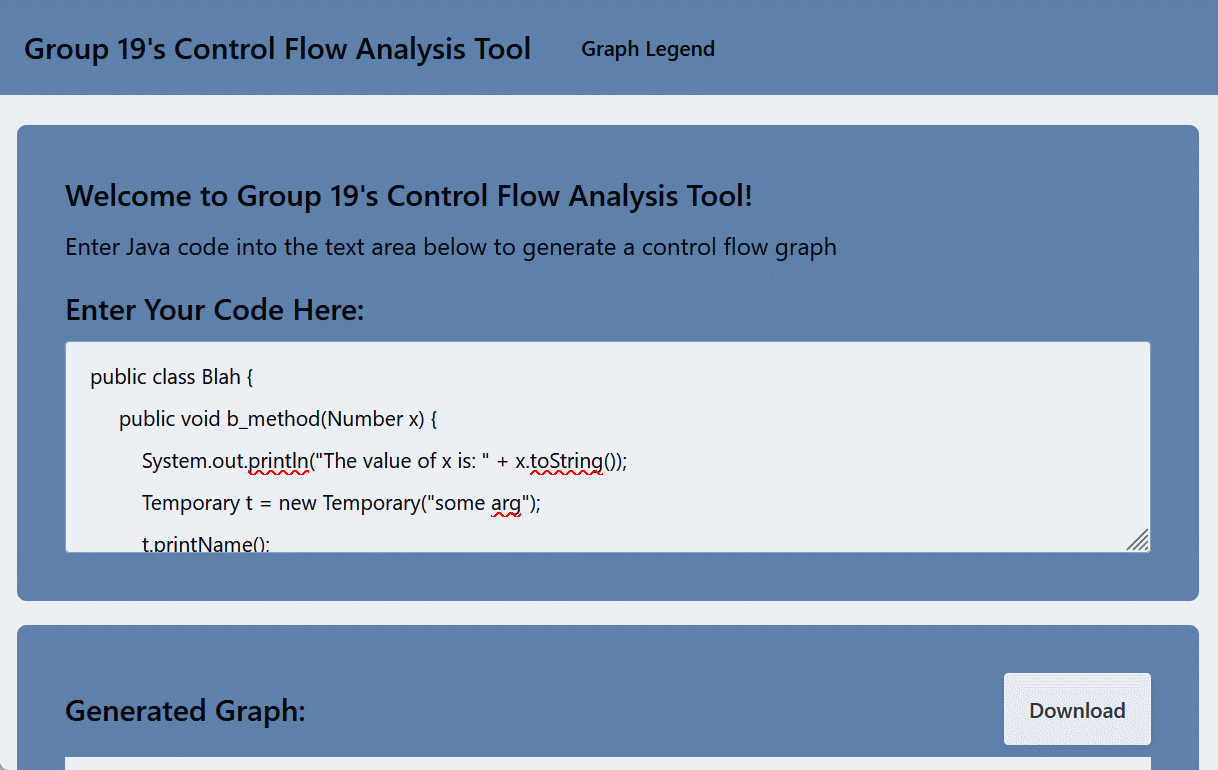 Group 19's Control Flow Analysis Tool Graph Legend
Welcome to Group 19's Control Flow Analysis Tool!
Enter Java code into the text area below to generate a control flow graph
Enter Your Code Here:
public class Blah {
public void b_method(Number x) {
System.out.println("The value of x is: " + x.toString());
Temporary t = new Temporary("some arg");
t.printName();
Generated Graph:
Download